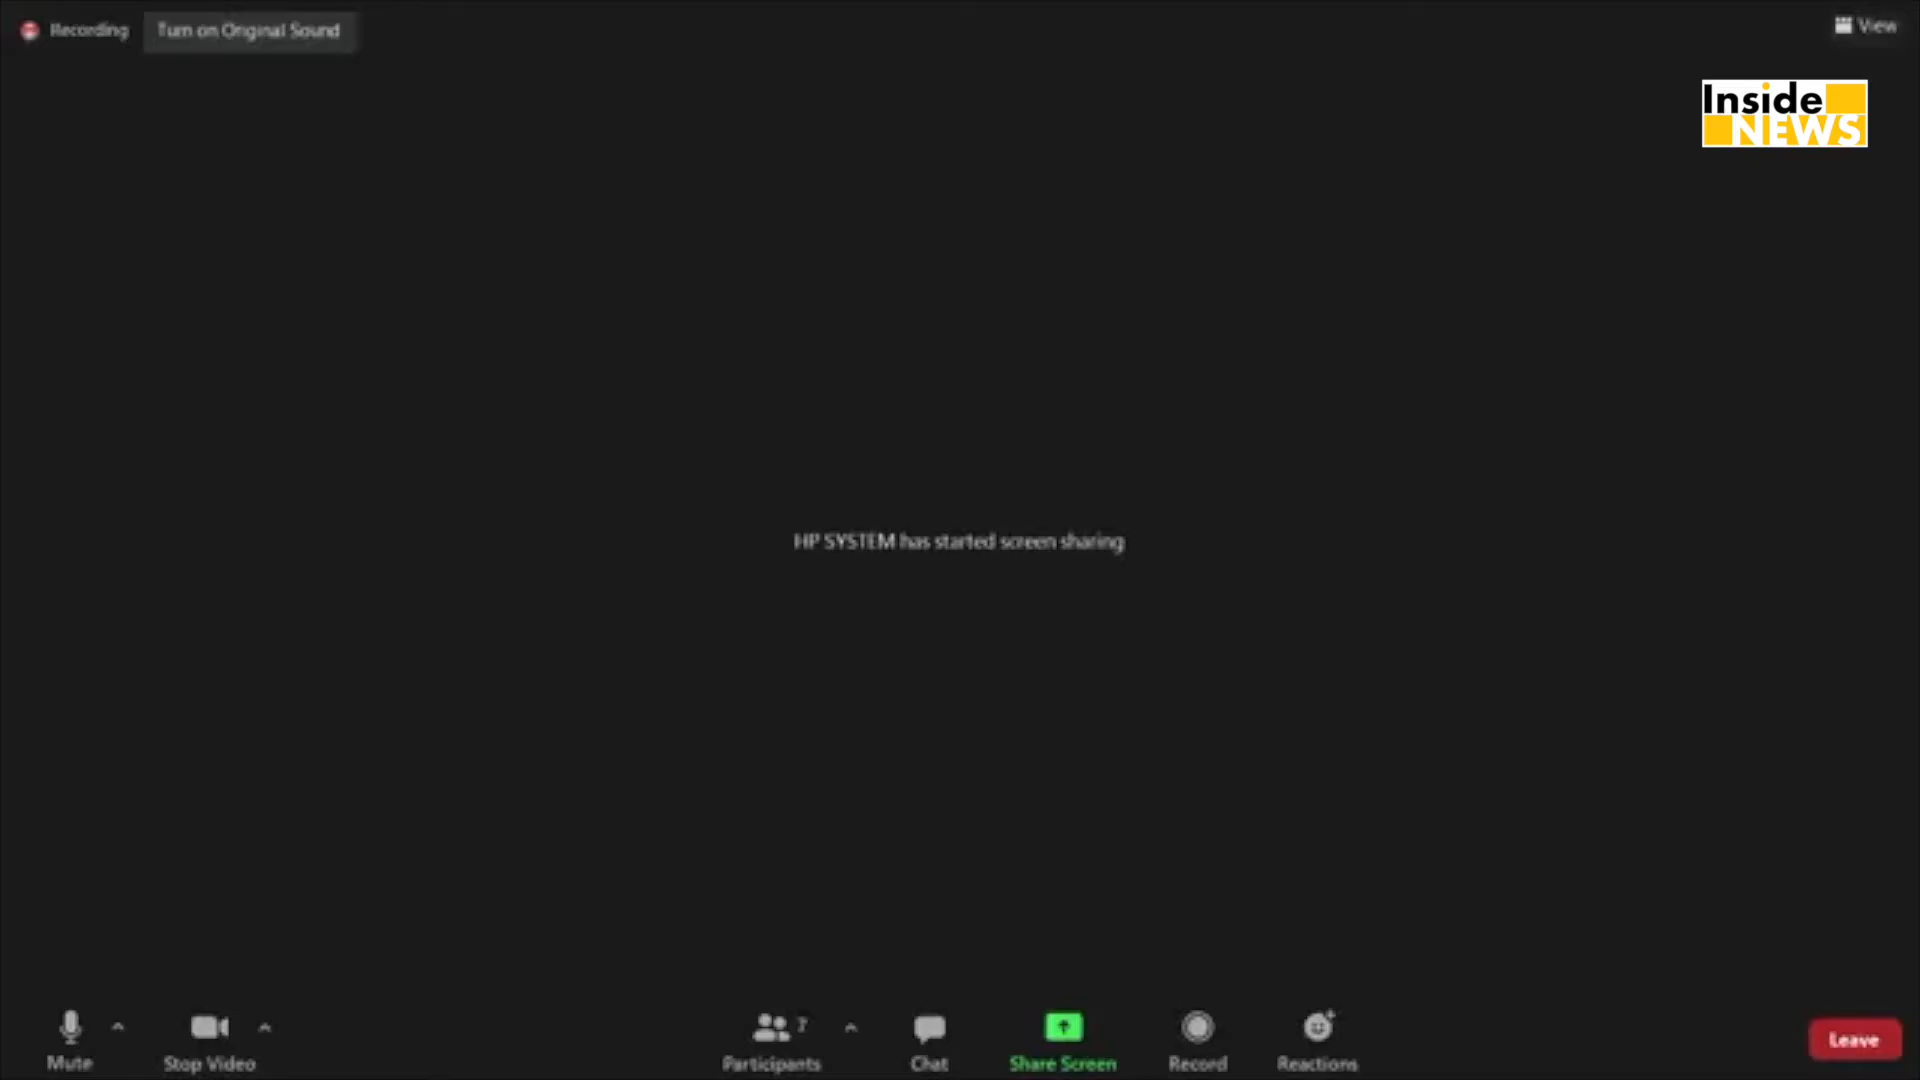 Recording
Turn on Original Sound
View
Inside
NEWS
HP SYSTEM has started screen sharing
7
Mute
Stop Video
Participants
Chat
Share Screen
Record
Reactions
Leave